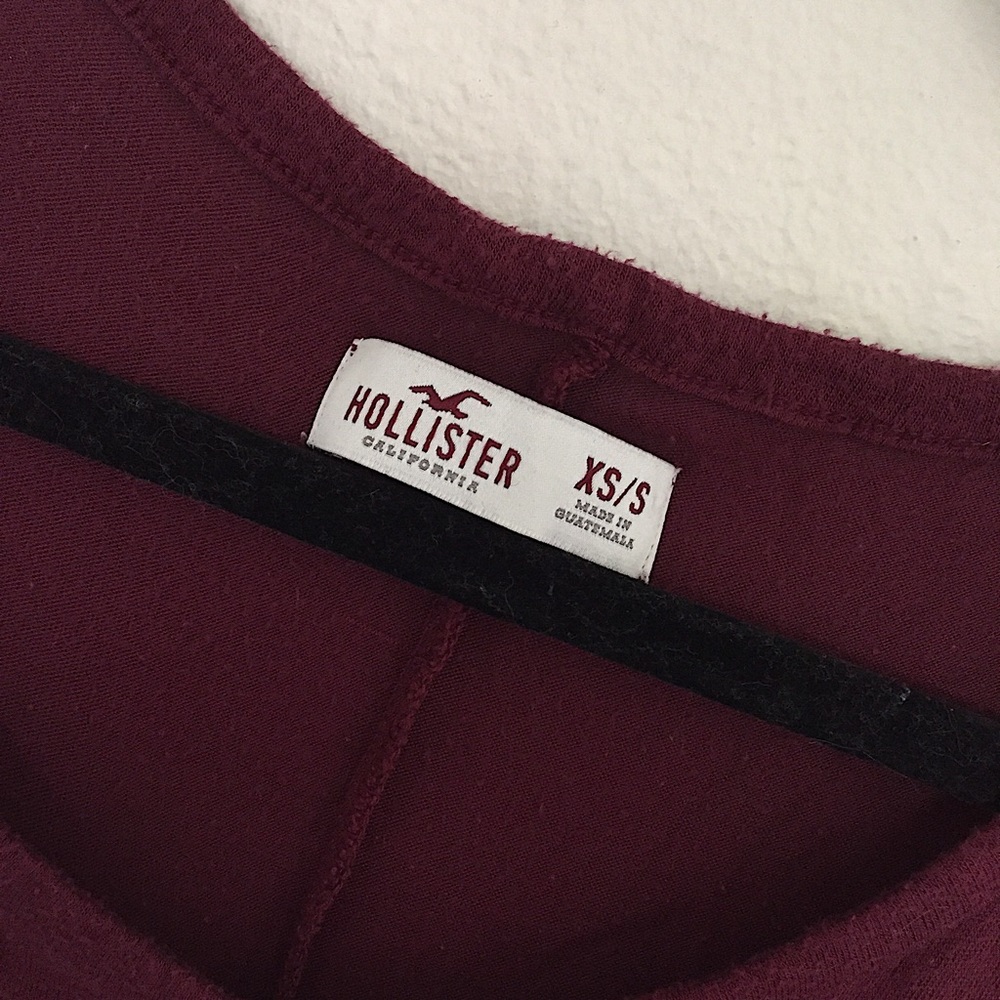 HOLLISTER
CALIFORNIA
XS/S
MADE IN
GUATEMALA